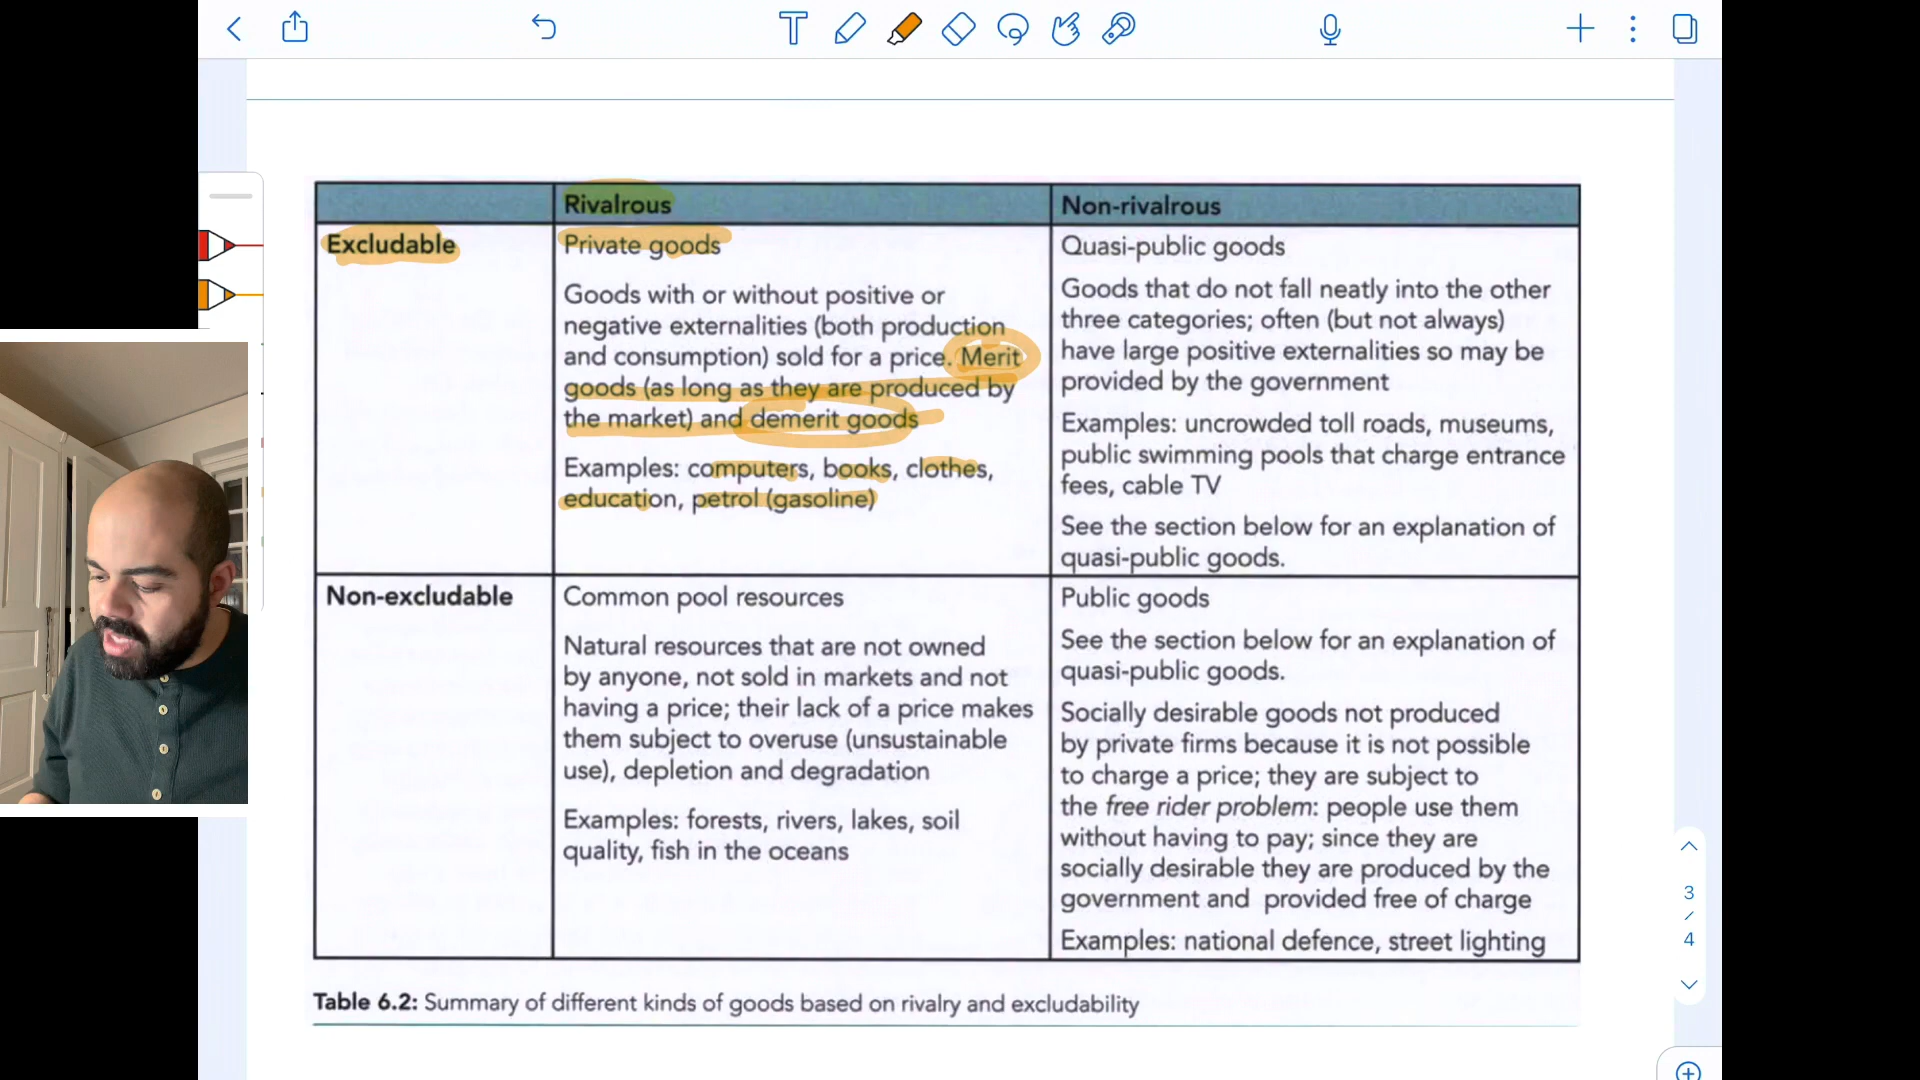 Rivalrous
Non-rivalrous
Excludable
Private goods
Goods with or without positive or
negative externalities (both production
and consumption) sold for a price. Merit
goods (as long as they are produced by
the market) and demerit goods
Examples: computers, books, clothes,
education, petrol (gasoline)
Quasi-public goods
Goods that do not fall neatly into the other
three categories; often (but not always)
have large positive externalities so may be
provided by the government
Examples: uncrowded toll roads, museums,
public swimming pools that charge entrance
fees, cable TV
See the section below for an explanation of
quasi-public goods.
Non-excludable
Common pool resources
Natural resources that are not owned
by anyone, not sold in markets and not
having a price; their lack of a price makes
them subject to overuse (unsustainable
use), depletion and degradation
Examples: forests, rivers, lakes, soil
quality, fish in the oceans
Public goods
See the section below for an explanation of
quasi-public goods.
Socially desirable goods not produced
by private firms because it is not possible
to charge a price; they are subject to
the free rider problem: people use them
without having to pay; since they are
socially desirable they are produced by the
government and provided free of charge
Examples: national defence, street lighting
Table 6.2: Summary of different kinds of goods based on rivalry and excludability
3
/
4